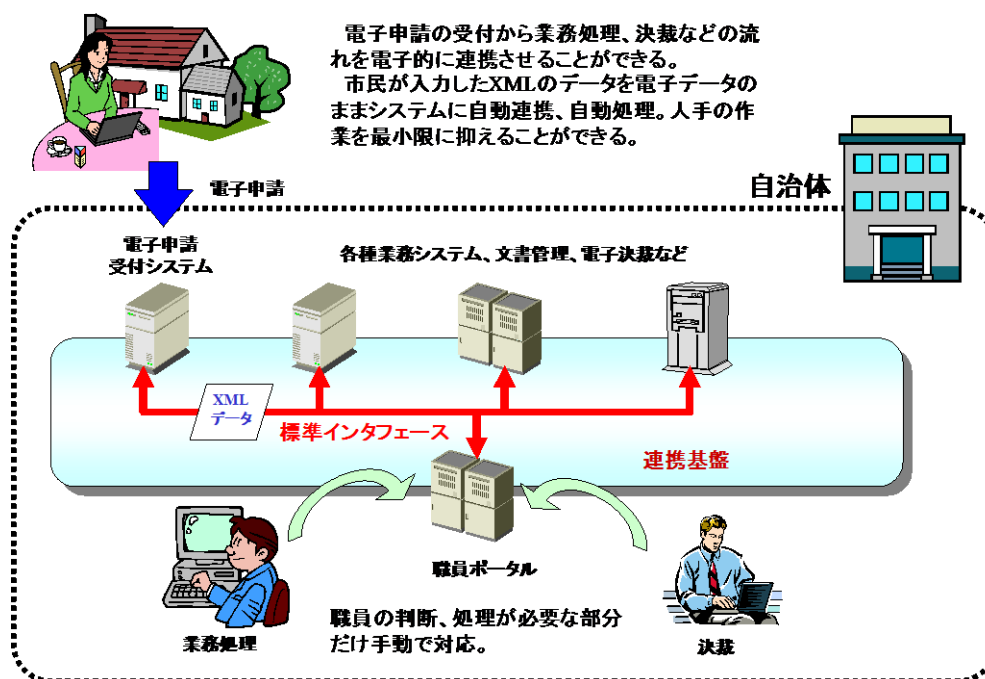 電子申請の受付から業務処理、決裁などの流
れを電子的に連携させることができる。
市民が入力したXMLのデータを電子データの
ままシステムに自動連携、自動処理。人手の作
業を最小限に抑えることができる。
電子申請
自治体
電子申請
受付システム
各種業務システム、文書管理、電子決裁など
XML
データ
標準インタフェース
連携基盤
職員ポータル
業務処理
職員の判断、処理が必要な部分
だけ手動で対応。
決裁